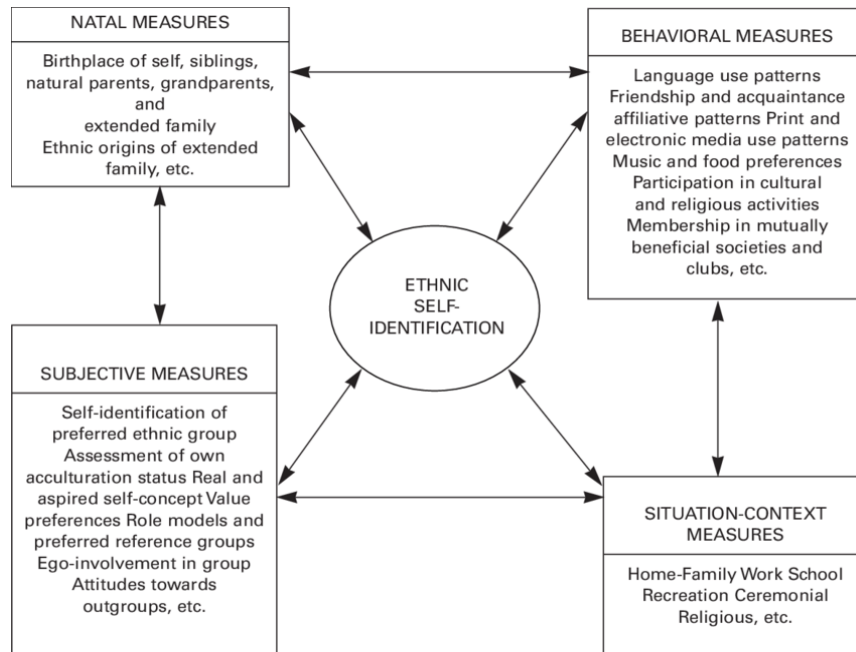 NATAL MEASURES
Birthplace of self, siblings,
natural parents, grandparents,
and
extended family
Ethnic origins of extended
family, etc.
BEHAVIORAL MEASURES
Language use patterns
Friendship and acquaintance
affiliative patterns Print and
electronic media use patterns
Music and food preferences
Participation in cultural
and religious activities
Membership in mutually
beneficial societies and
clubs, etc.
ETHNIC
SELF-
IDENTIFICATION
SUBJECTIVE MEASURES
Self-identification of
preferred ethnic group
Assessment of own
acculturation status Real and
aspired self-concept Value
preferences Role models and
preferred reference groups
Ego-involvement in group
Attitudes towards
outgroups, etc.
SITUATION-CONTEXT
MEASURES
Home-Family Work School
Recreation Ceremonial
Religious, etc.